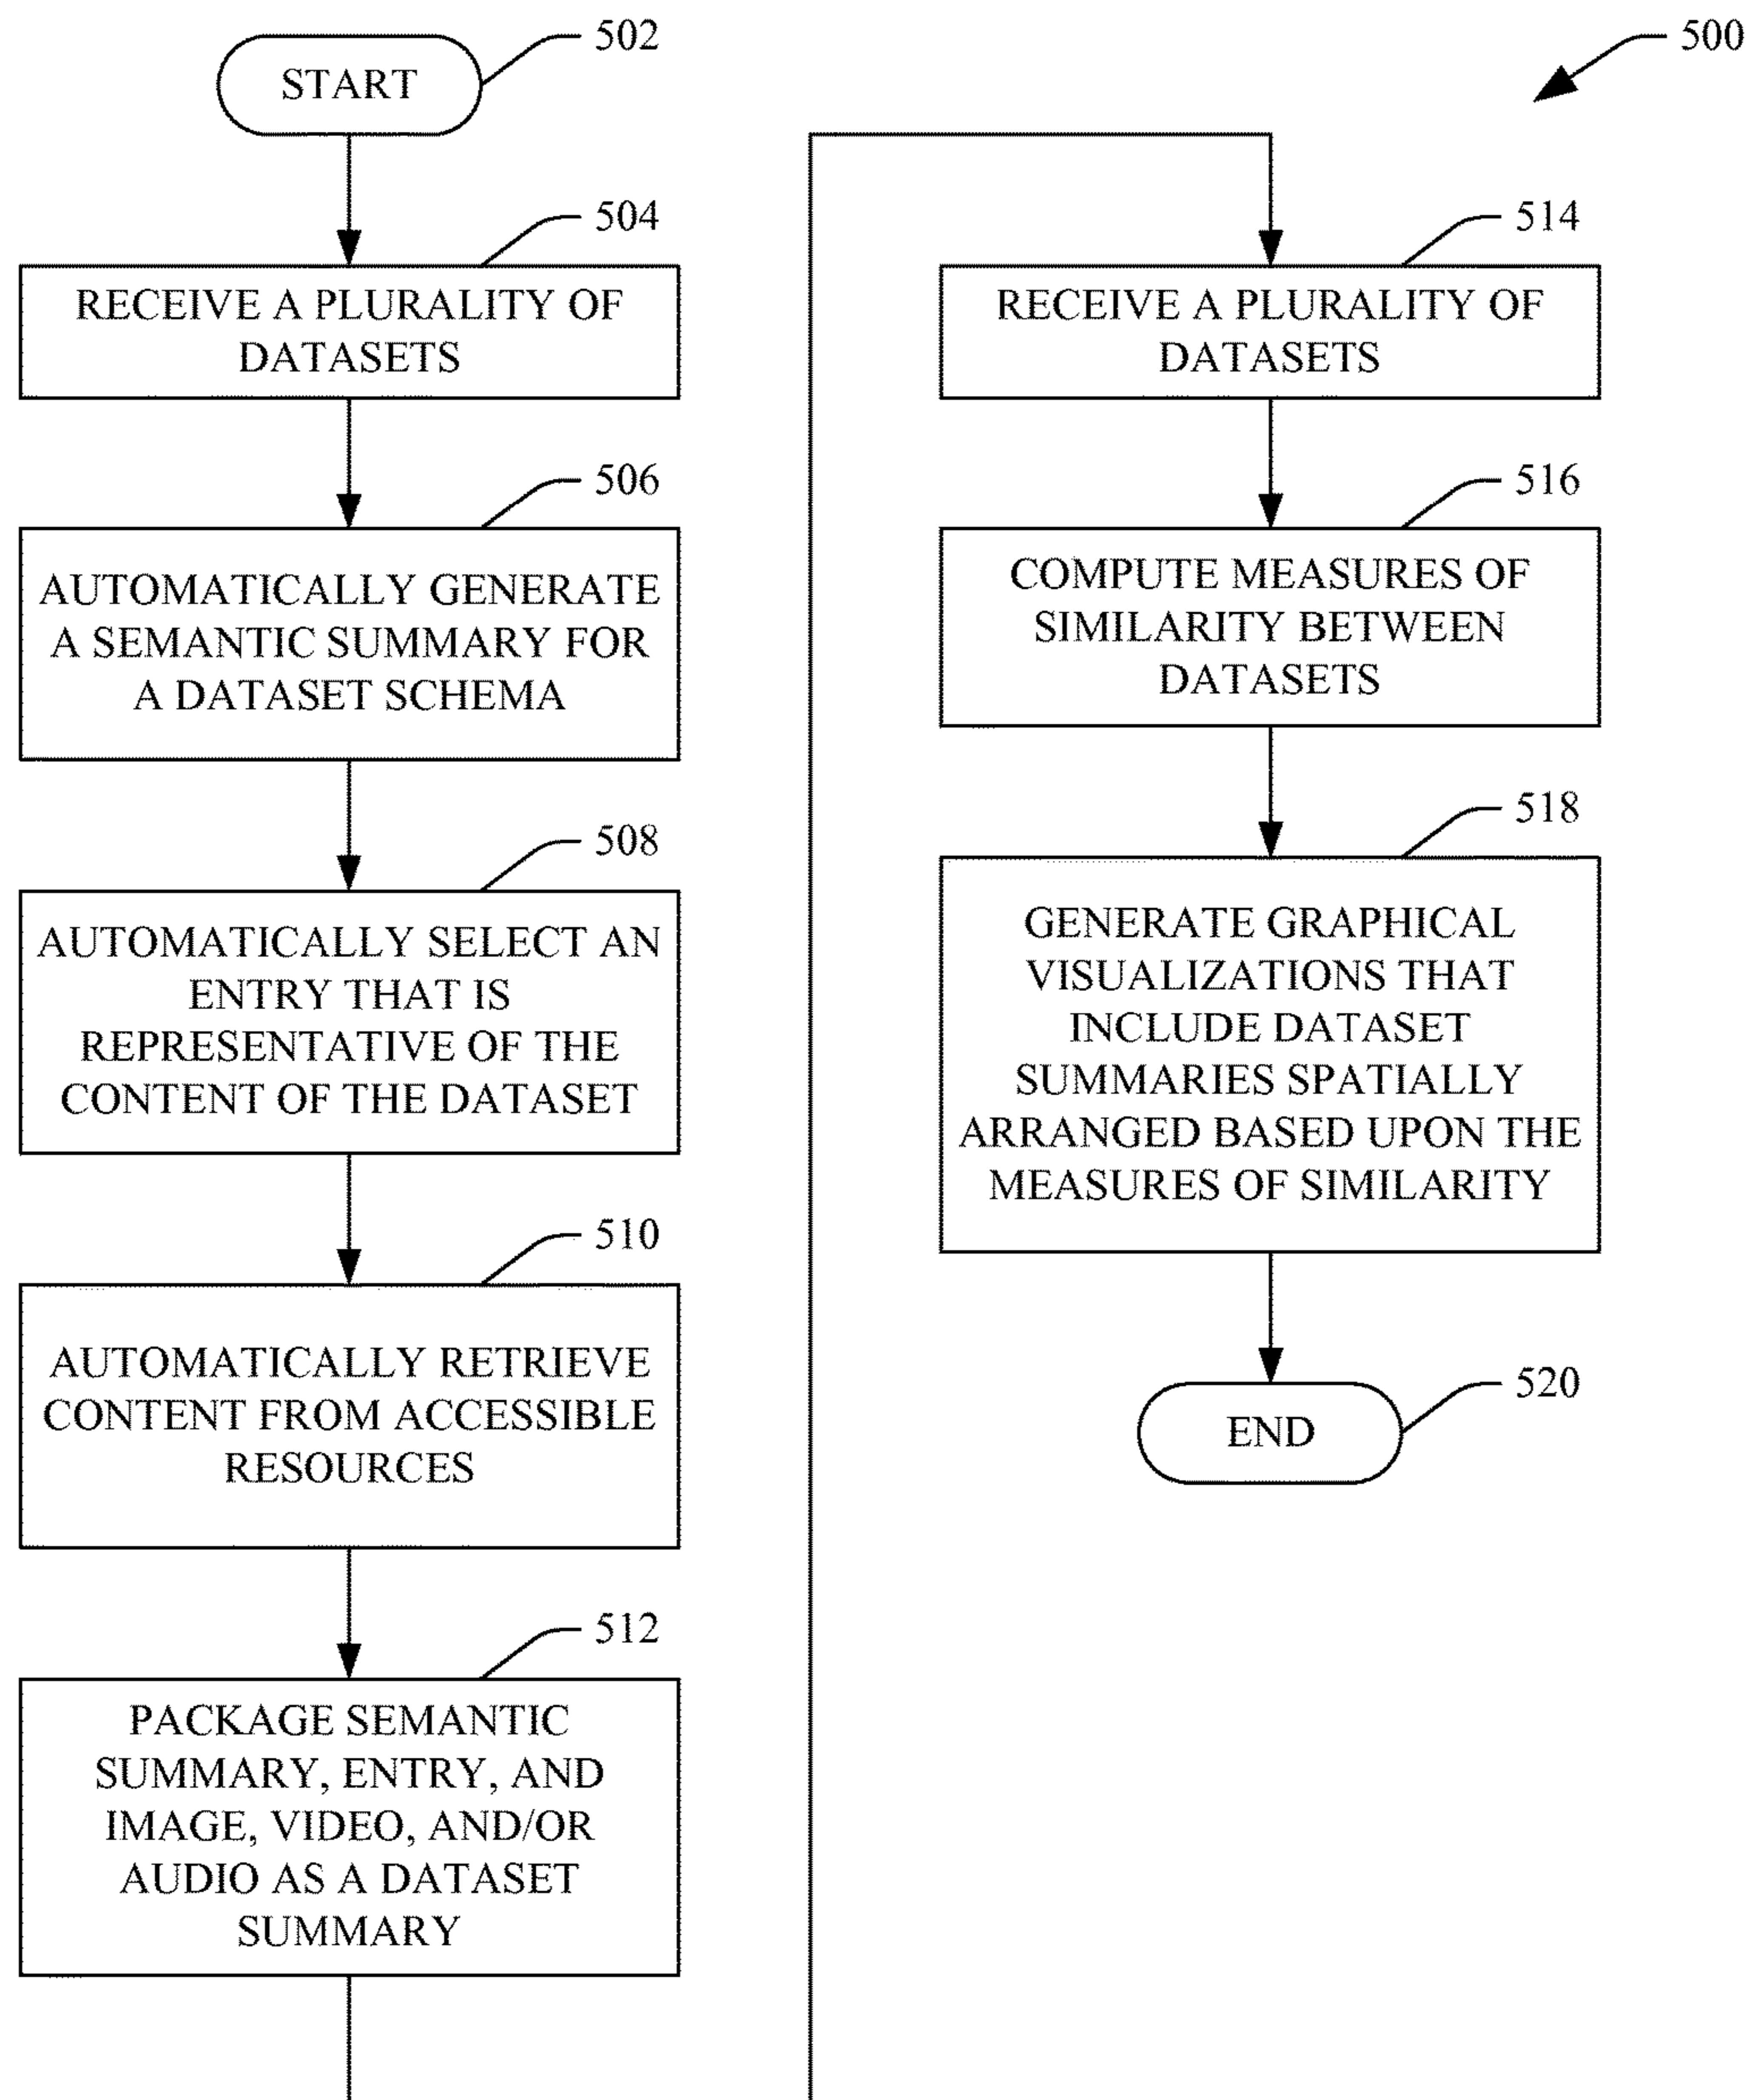 502
START
504
RECEIVE A PLURALITY OF
DATASETS
506
AUTOMATICALLY GENERATE
A SEMANTIC SUMMARY FOR
A DATASET SCHEMA
508
AUTOMATICALLY SELECT AN
ENTRY THAT IS
REPRESENTATIVE OF THE
CONTENT OF THE DATASET
510
AUTOMATICALLY RETRIEVE
CONTENT FROM ACCESSIBLE
RESOURCES
512
PACKAGE SEMANTIC
SUMMARY, ENTRY, AND
IMAGE, VIDEO, AND/OR
AUDIO AS A DATASET
SUMMARY
500
514
RECEIVE A PLURALITY OF
DATASETS
516
COMPUTE MEASURES OF
SIMILARITY BETWEEN
DATASETS
518
GENERATE GRAPHICAL
VISUALIZATIONS THAT
INCLUDE DATASET
SUMMARIES SPATIALLY
ARRANGED BASED UPON THE
MEASURES OF SIMILARITY
520
END